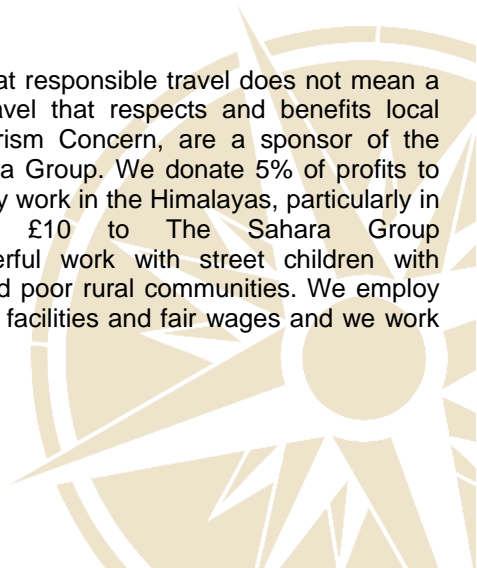 at responsible travel does not mean a
avel that respects and benefits local
rism Concern, are a sponsor of the
a Group. We donate 5% of profits to
y work in the Himalayas, particularly in
£10 to The Sahara Group
erful work with street children with
d poor rural communities. We employ
facilities and fair wages and we work